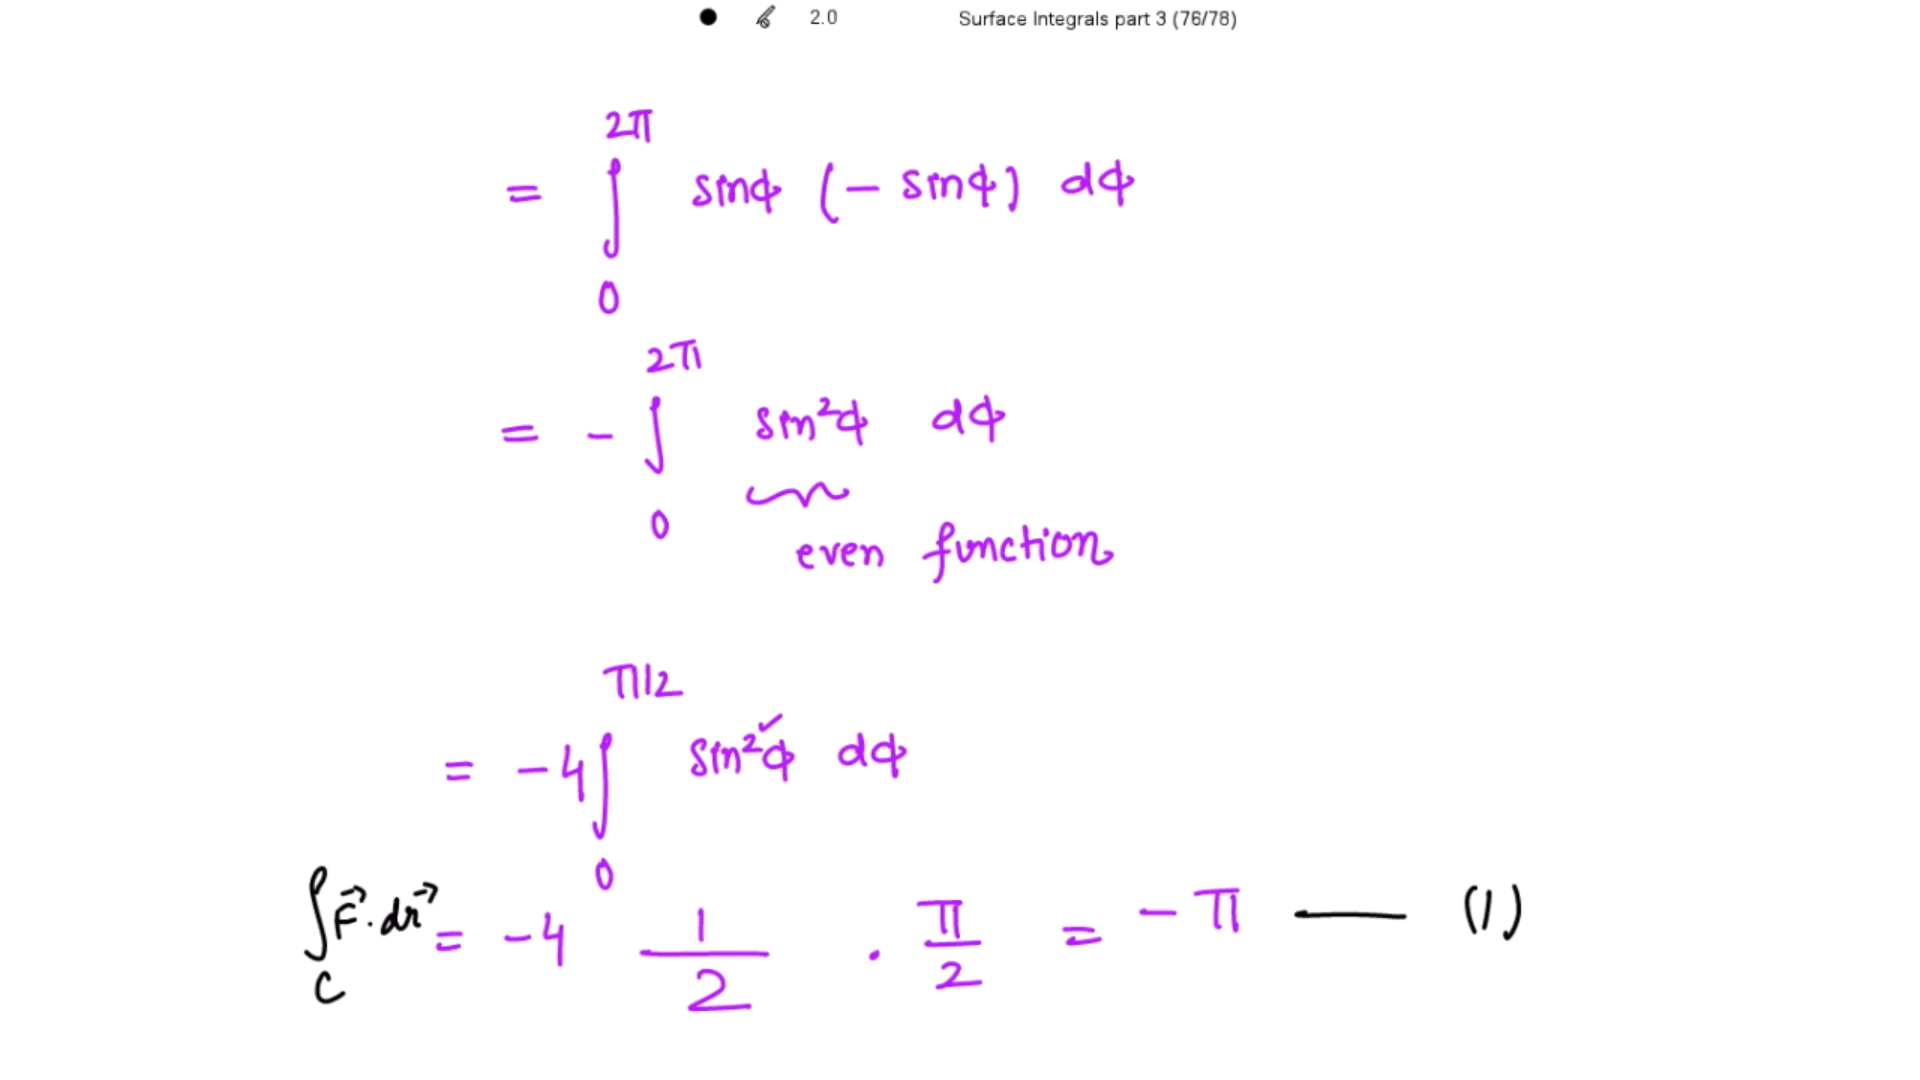 2.0 Surface Integrals part 3 (76/78)
= ∫₀^{2π} sinφ (− sinφ) dφ
= − ∫₀^{2π} sin²φ dφ
even function
= −4 ∫₀^{π/2} sin²φ dφ
∫_C F⃗ · dr⃗ = −4 1/2 · π/2 = −π —— (1)